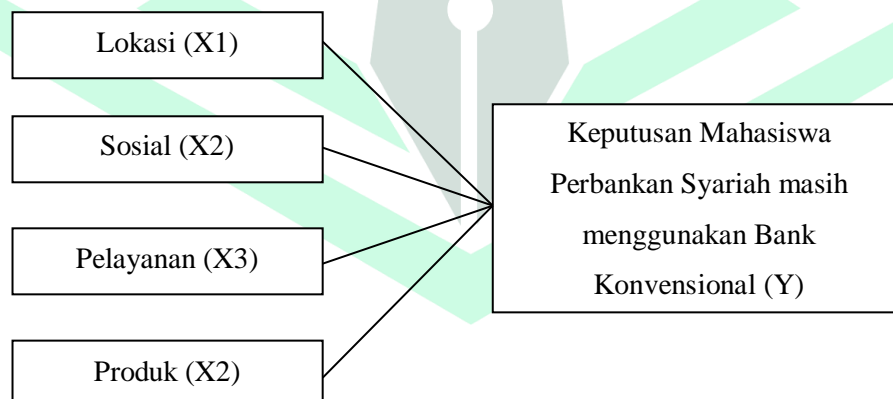 Lokasi (X1)
Sosial (X2)
Pelayanan (X3)
Produk (X2)
Keputusan Mahasiswa
Perbankan Syariah masih
menggunakan Bank
Konvensional (Y)